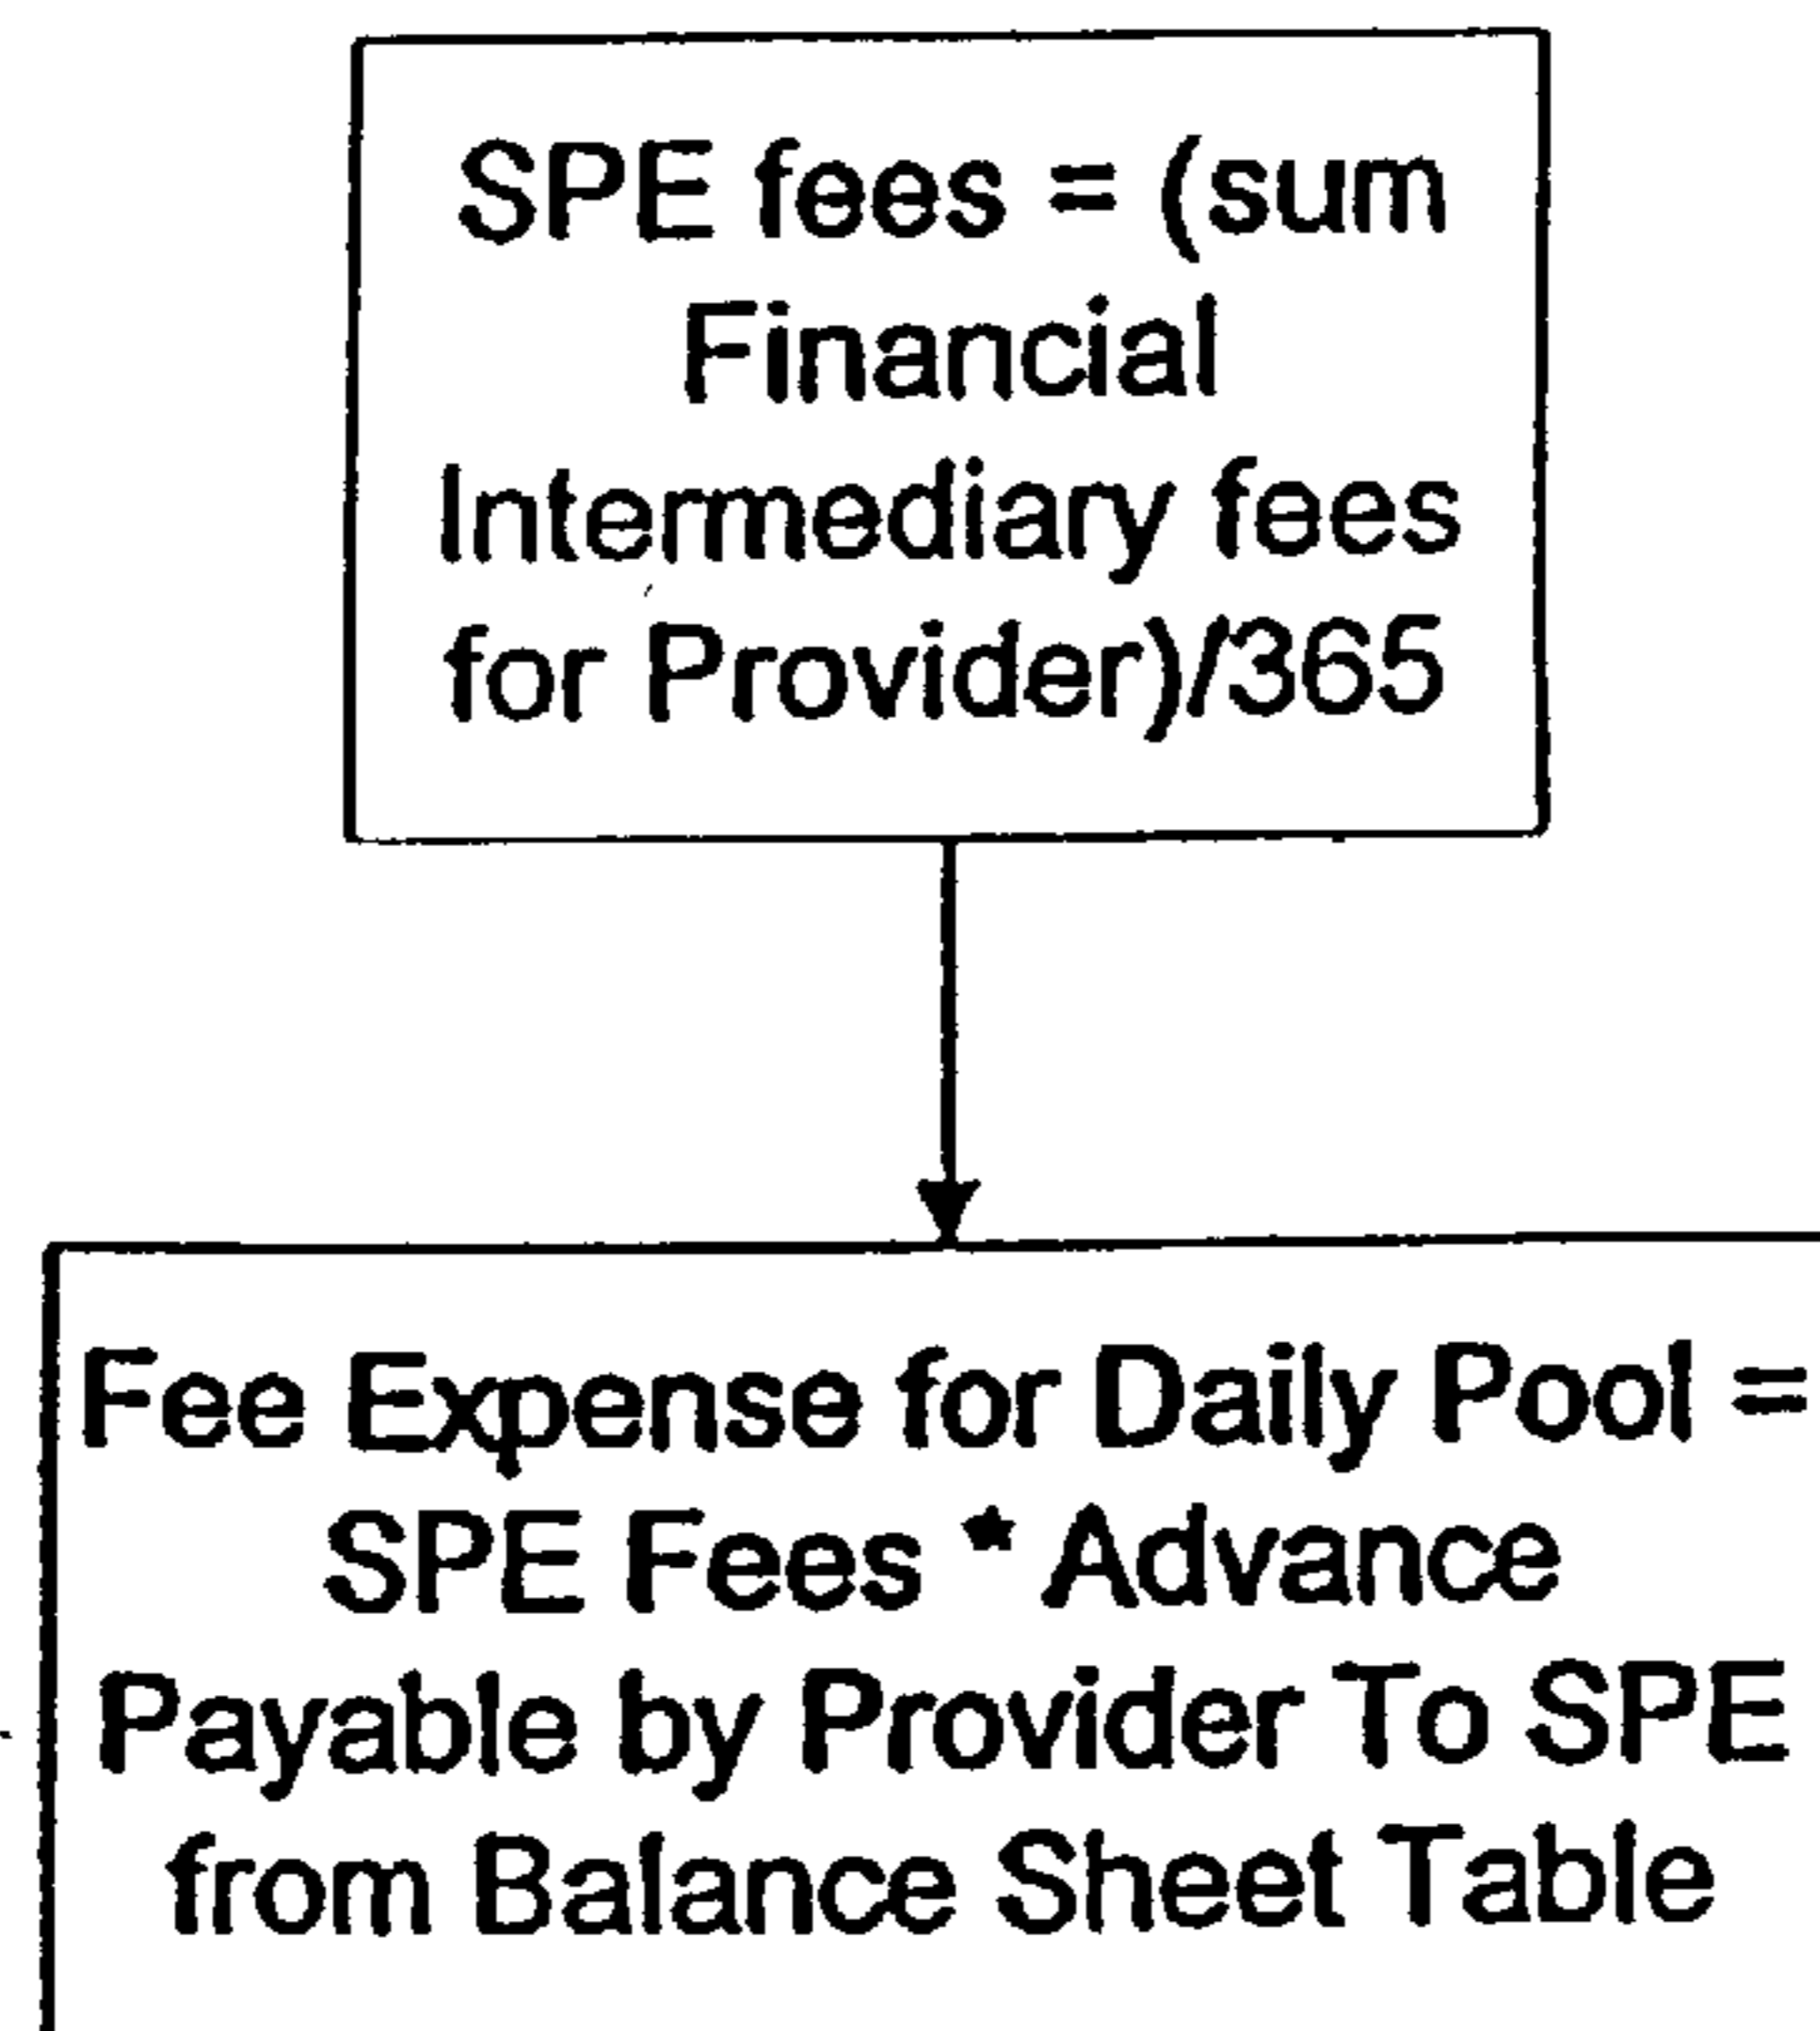 SPE fees = (sum
Financial
Intermediary fees
for Provider)/365
Fee Expense for Daily Pool =
SPE Fees * Advance
Payable by Provider To SPE
from Balance Sheet Table